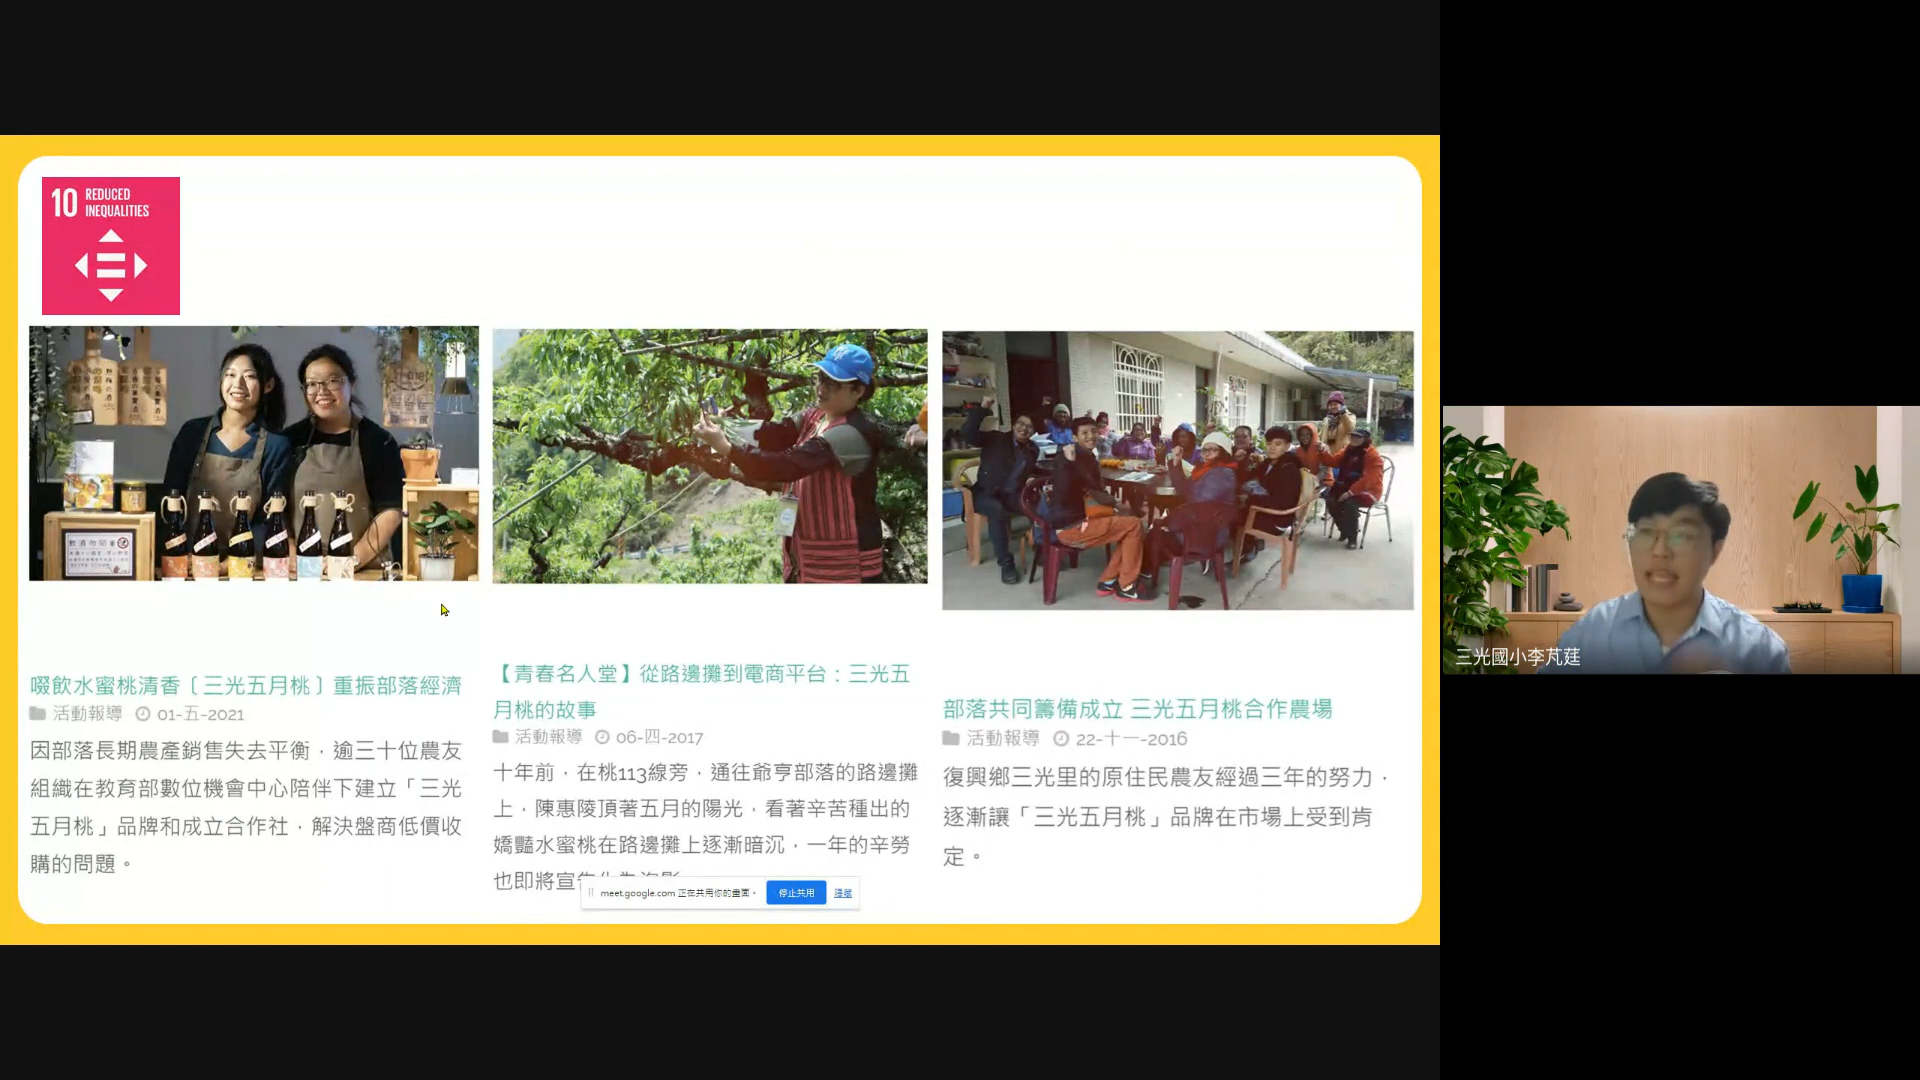 10 REDUCED
INEQUALITIES
啜飲水蜜桃清香〔三光五月桃〕重振部落經濟
活動報導 01-五-2021
因部落長期農產銷售失去平衡，逾三十位農友
組織在教育部數位機會中心陪伴下建立「三光
五月桃」品牌和成立合作社，解決盤商低價收
購的問題。
【青春名人堂】從路邊攤到電商平台：三光五
月桃的故事
活動報導 06-四-2017
十年前，在桃113線旁，通往爺亨部落的路邊攤
上，陳惠陵頂著五月的陽光，看著辛苦種出的
嬌豔水蜜桃在路邊攤上逐漸暗沉，一年的辛勞
也即將宣
部落共同籌備成立 三光五月桃合作農場
活動報導 22-十一-2016
復興鄉三光里的原住民農友經過三年的努力，
逐漸讓「三光五月桃」品牌在市場上受到肯
定。
meet.google.com 正在共用你的畫面。 停止共用 隱藏
三光國小李芃莛